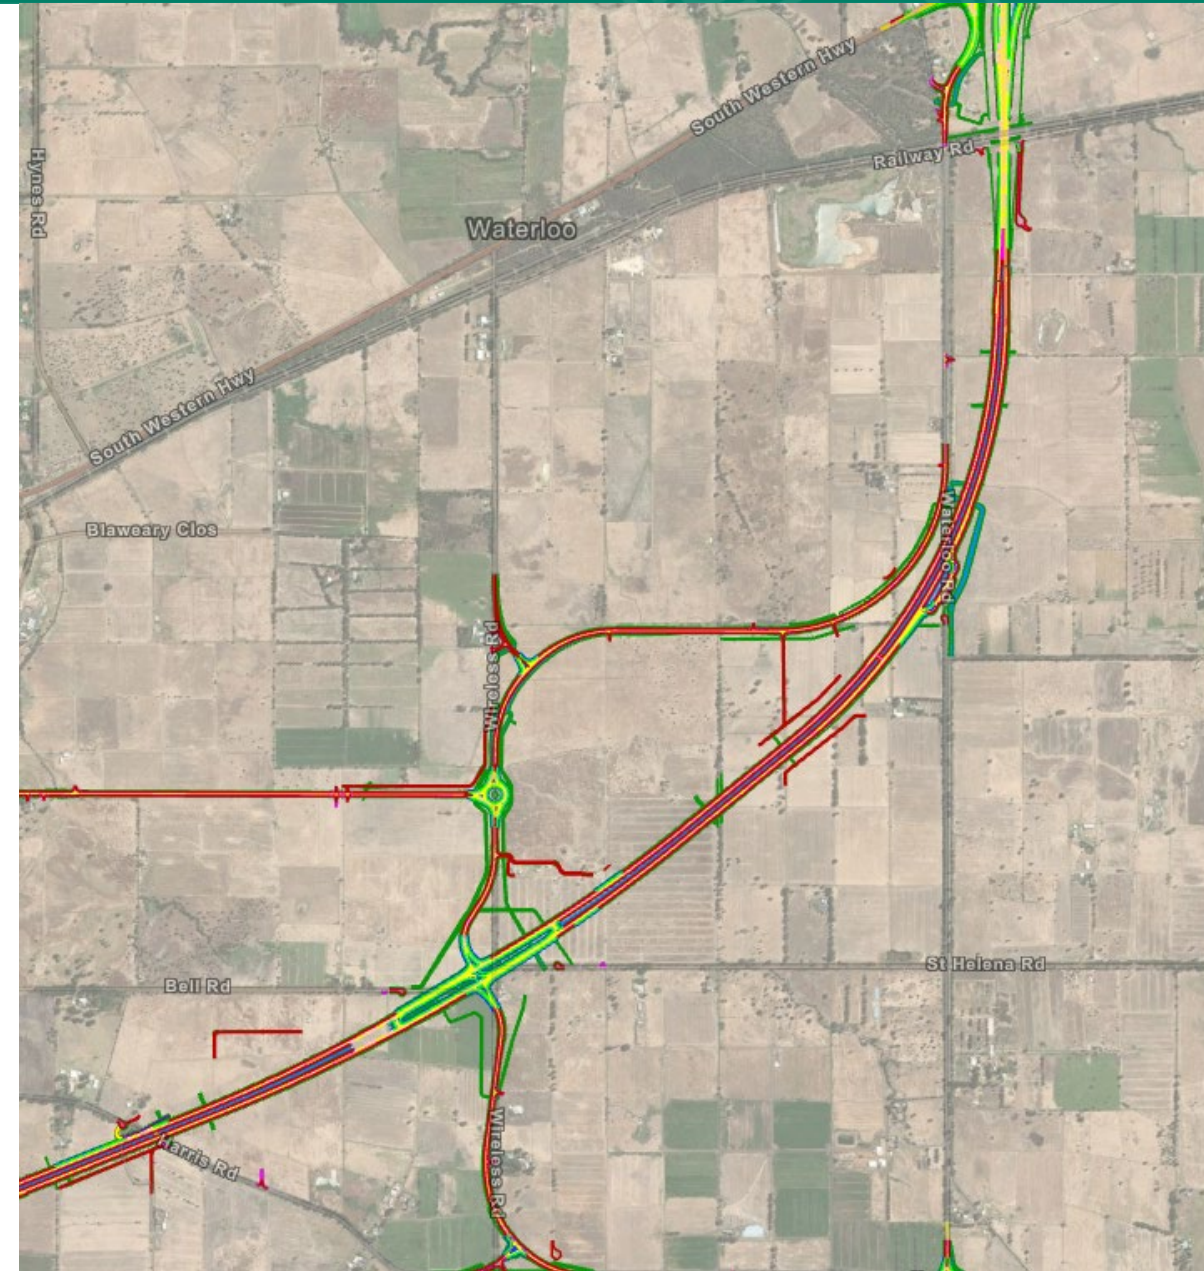 South Western Hwy
Railway Rd
Hynes Rd
Waterloo
South Western Hwy
Blaweary Clos
Waterloo Rd
Wireless Rd
St Helena Rd
Bell Rd
Harris Rd
Wireless Rd